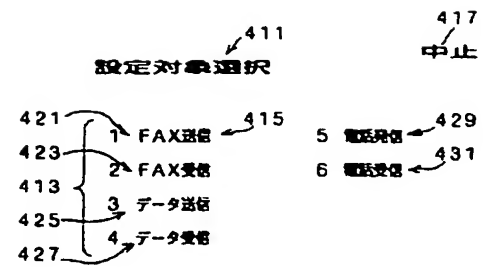 411
417
設定対象選択
中止
421
1 FAX送信
415
5 電話発信
429
423
2 FAX受信
6 電話受信
431
413
425
3 データ送信
427
4 データ受信